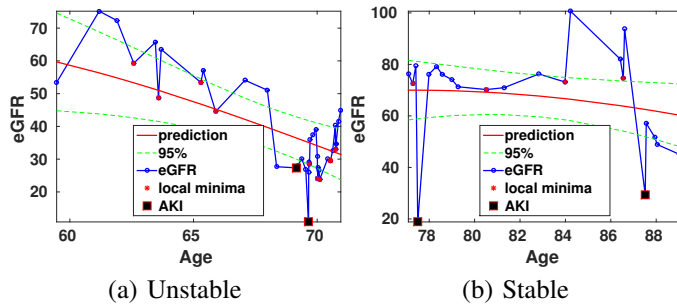 70
60
50
40
30
20
eGFR
prediction
95%
eGFR
local minima
AKI
60
65
70
Age
(a) Unstable
100
80
60
40
20
eGFR
prediction
95%
eGFR
local minima
AKI
78
80
82
84
86
88
Age
(b) Stable